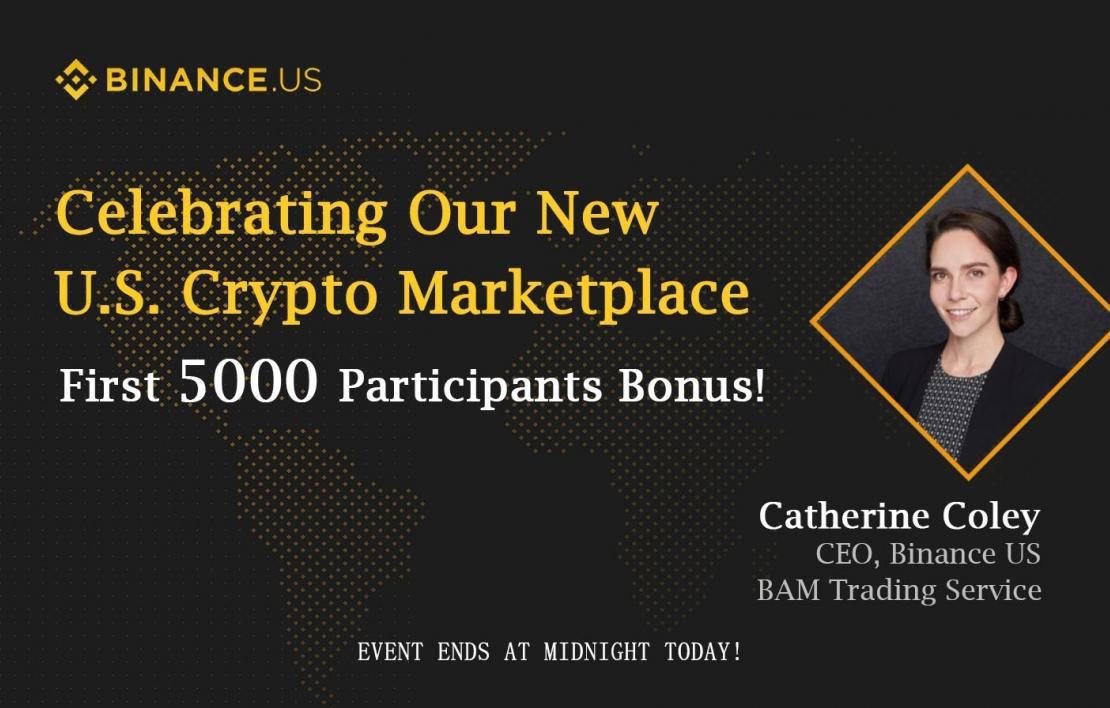 BINANCE.US
Celebrating Our New
U.S. Crypto Marketplace
First 5000 Participants Bonus!
Catherine Coley
CEO, Binance US
BAM Trading Service
EVENT ENDS AT MIDNIGHT TODAY!